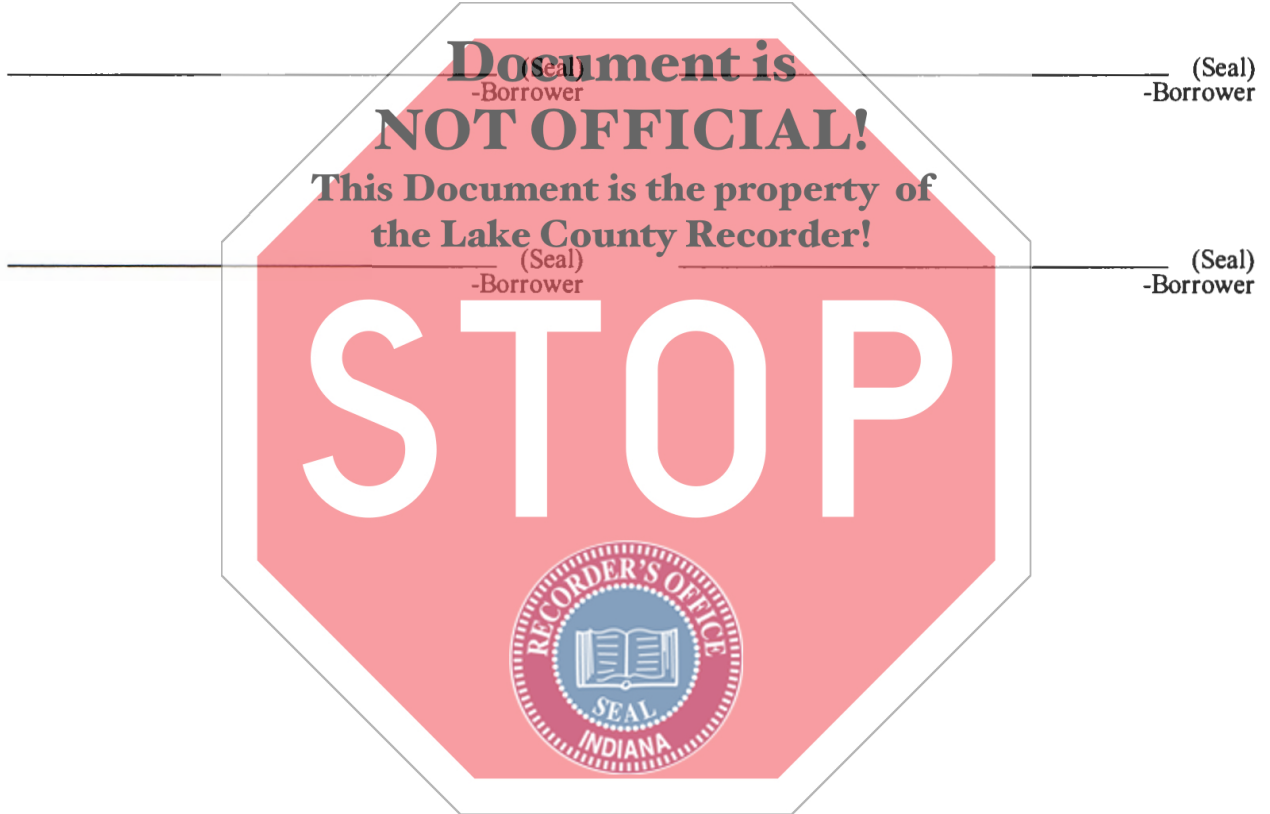 Document is
(Seal) (Seal)
-Borrower -Borrower
NOT OFFICIAL!
This Document is the property of
the Lake County Recorder!
(Seal) (Seal)
-Borrower -Borrower
STOP
RECORDER'S OFFICE
SEAL
INDIANA